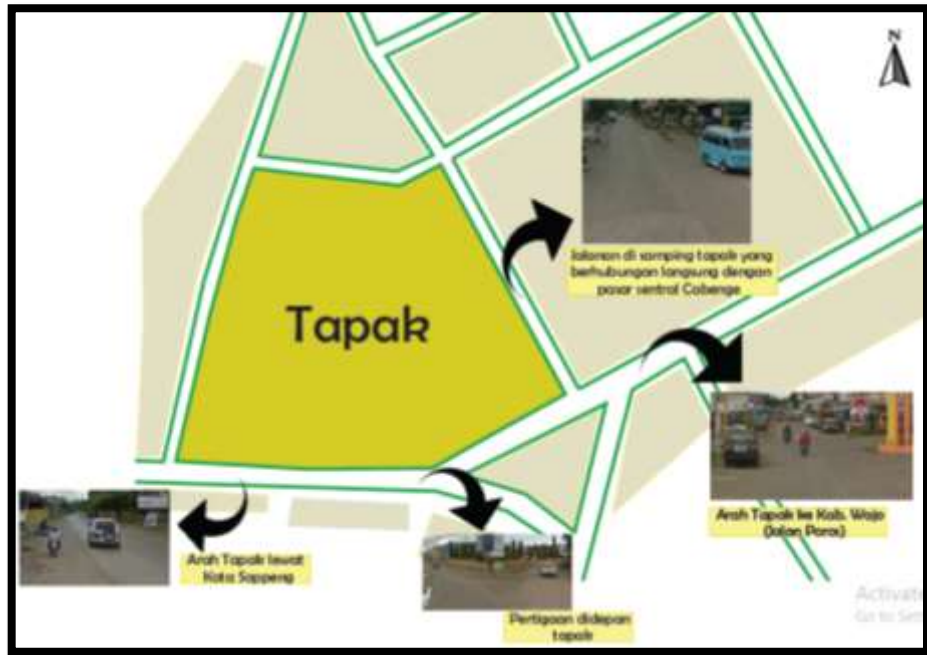 N
Tapak
Jalanan di samping tapak yang
berhubungan langsung dengan
pasar sentral Cabenge
Arah Tapak ke Kab. Wajo
(Jalan Poros)
Arah Tapak lewat
Kota Soppeng
Pertigaan didepan
tapak
Activate
Go to Sett